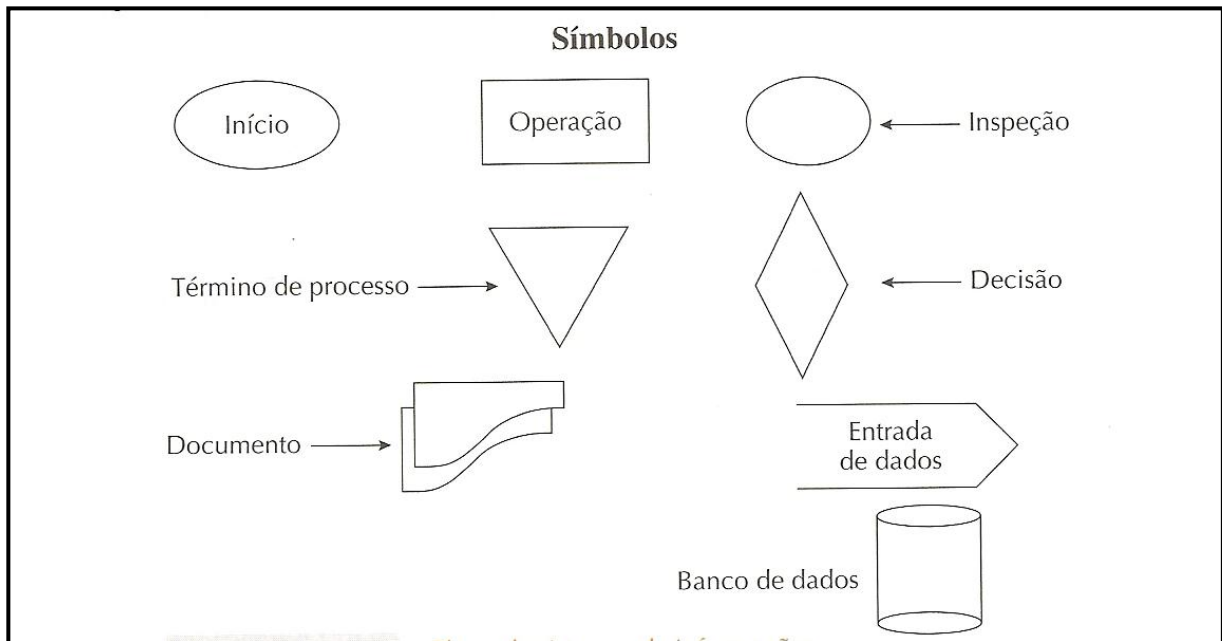 Símbolos
Início
Operação
Inspeção
Término de processo
Decisão
Documento
Entrada
de dados
Banco de dados